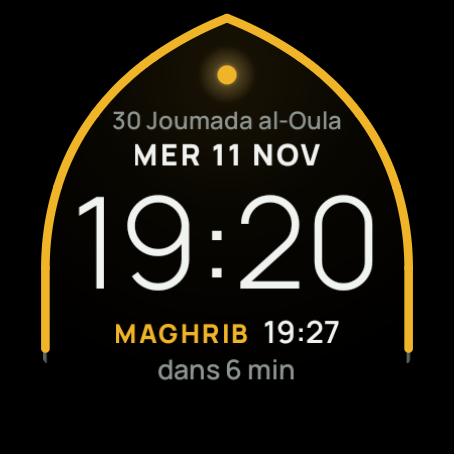 30 Joumada al-Oula
MER 11 NOV
19:20
MAGHRIB 19:27
dans 6 min